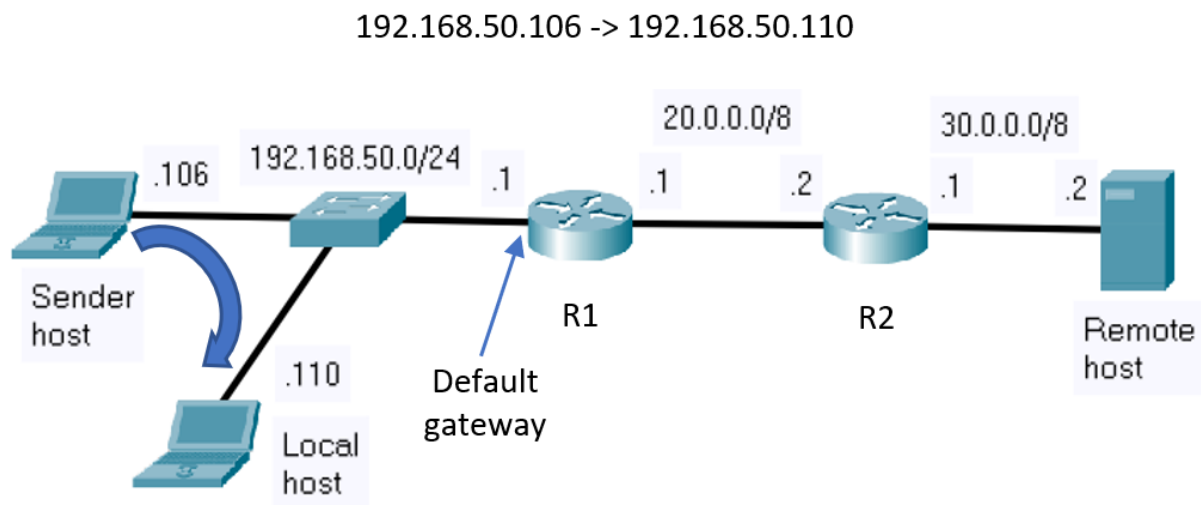 192.168.50.106 -> 192.168.50.110
20.0.0.0/8
30.0.0.0/8
192.168.50.0/24
.106
.1
.1
.2
.1
.2
Sender
host
R1
R2
Remote
host
.110
Default
gateway
Local
host